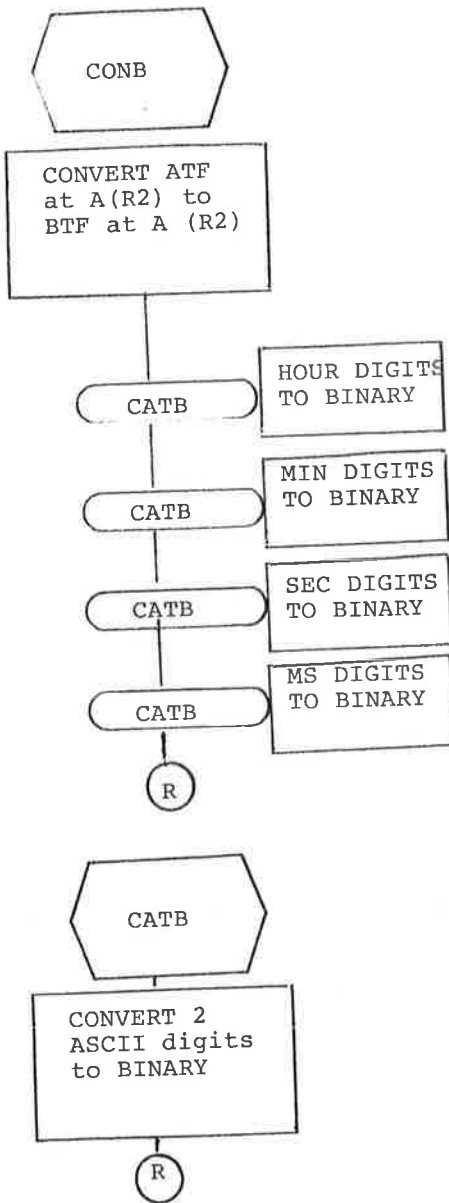 CONB
CONVERT ATF
at A(R2) to
BTF at A (R2)
CATB
HOUR DIGITS
TO BINARY
CATB
MIN DIGITS
TO BINARY
CATB
SEC DIGITS
TO BINARY
CATB
MS DIGITS
TO BINARY
R
CATB
CONVERT 2
ASCII digits
to BINARY
R